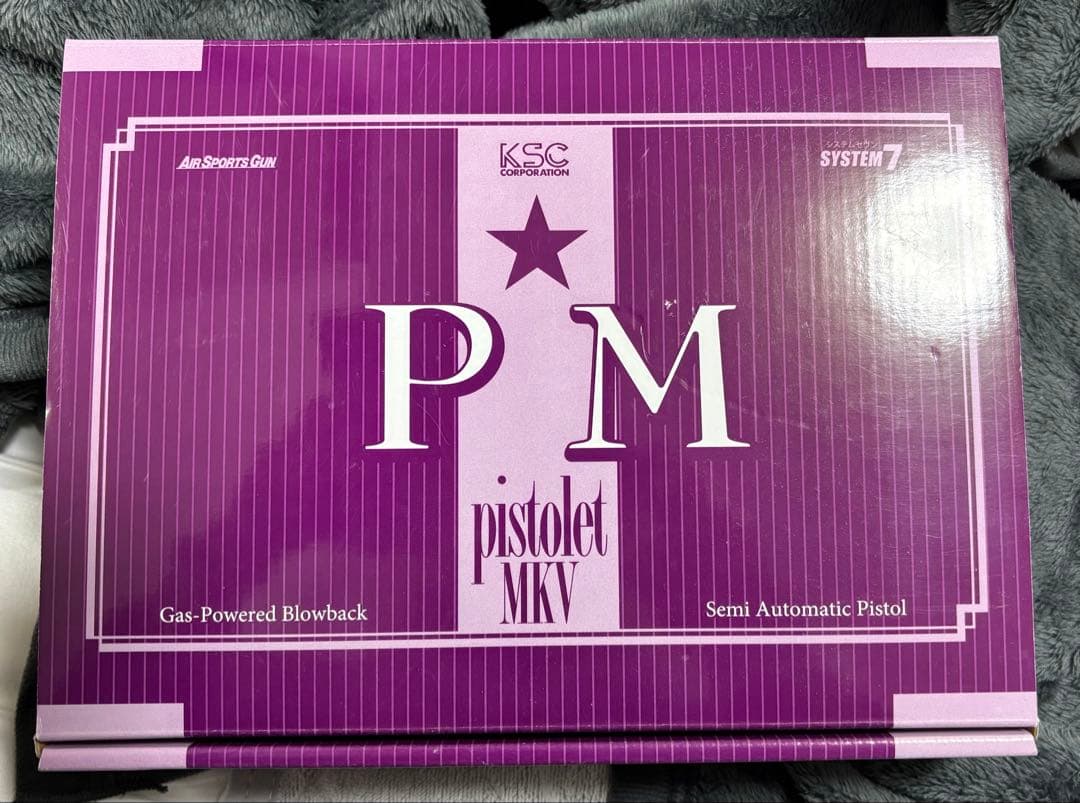 AIR SPORTS GUN
KSC
CORPORATION
システムセブン
SYSTEM7
P M
pistolet
MKV
Gas-Powered Blowback
Semi Automatic Pistol